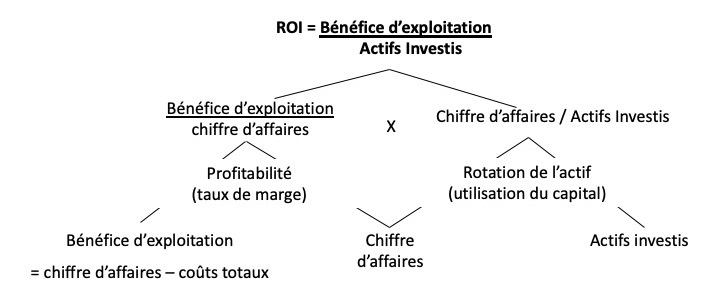 ROI = Bénéfice d'exploitation
Actifs Investis
Bénéfice d'exploitation
chiffre d'affaires
X
Chiffre d'affaires / Actifs Investis
Profitabilité
(taux de marge)
Rotation de l'actif
(utilisation du capital)
Bénéfice d'exploitation
= chiffre d'affaires – coûts totaux
Chiffre
d'affaires
Actifs investis